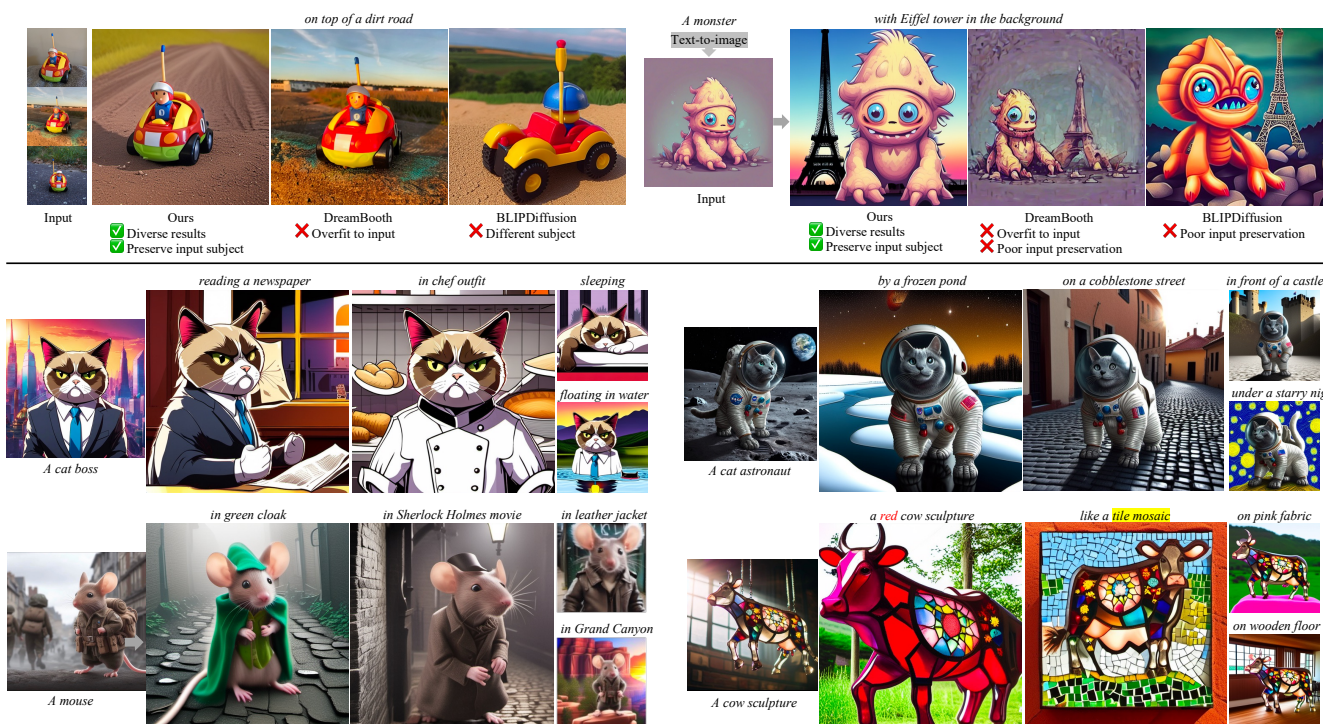 on top of a dirt road
A monster
with Eiffel tower in the background
Text-to-image
Input
Ours
Diverse results
Preserve input subject
DreamBooth
Overfit to input
BLIPDiffusion
Different subject
Input
Ours
Diverse results
Preserve input subject
DreamBooth
Overfit to input
Poor input preservation
BLIPDiffusion
Poor input preservation
reading a newspaper
in chef outfit
sleeping
floating in water
A cat boss
by a frozen pond
on a cobblestone street
in front of a castle
under a starry nig
A cat astronaut
in green cloak
in Sherlock Holmes movie
in leather jacket
in Grand Canyon
A mouse
a red cow sculpture
like a tile mosaic
on pink fabric
on wooden floor
A cow sculpture